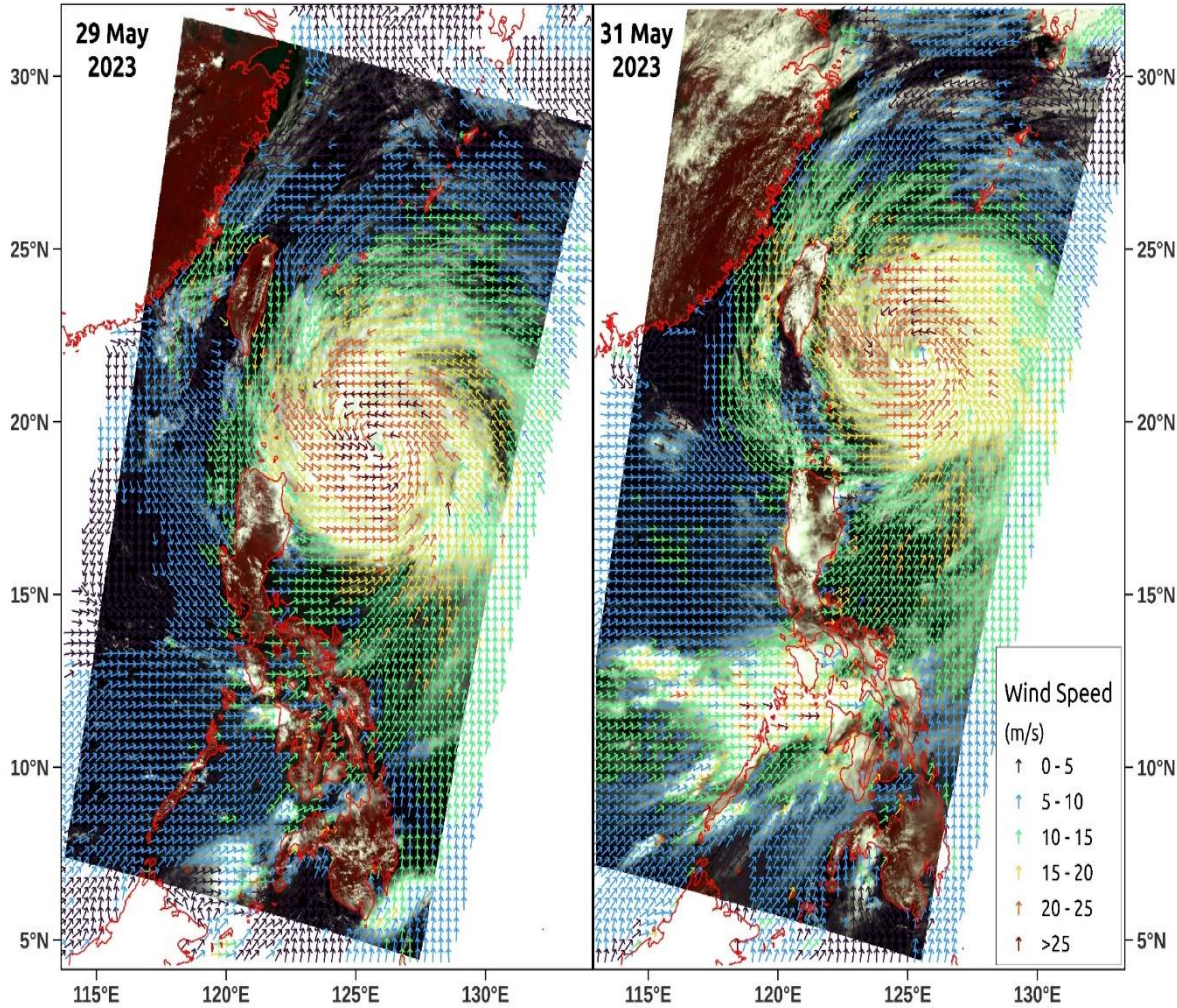 29 May
2023
31 May
2023
30°N
25°N
20°N
15°N
10°N
5°N
30°N
25°N
20°N
15°N
10°N
5°N
Wind Speed
(m/s)
0 - 5
5 - 10
10 - 15
15 - 20
20 - 25
>25
115°E 120°E 125°E 130°E 115°E 120°E 125°E 130°E